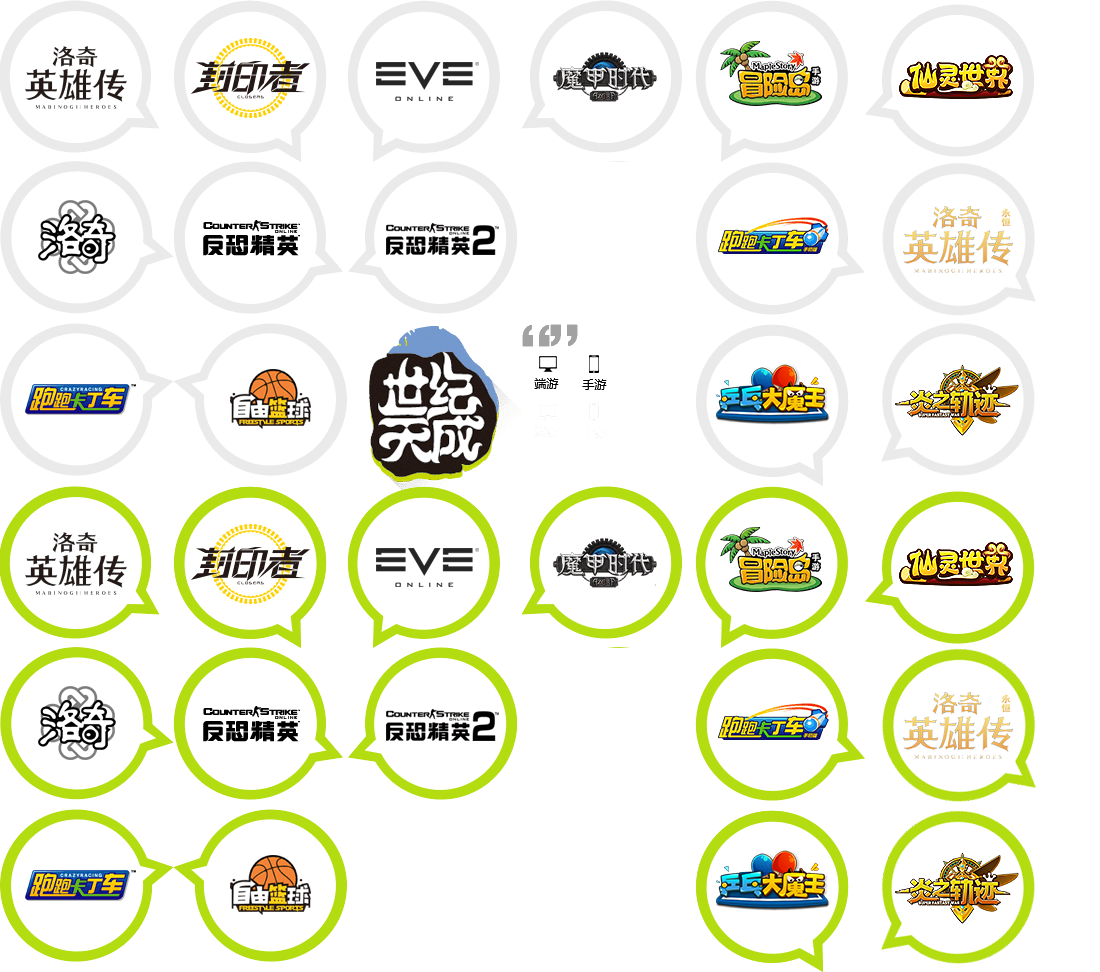 洛奇
英雄传
MABINOGI:HEROES
封印者
CLOSERS
EVE
ONLINE
魔甲时代
MapleStory
冒险岛
手游
仙灵世界
洛奇
COUNTER STRIKE
ONLINE
反恐精英
COUNTER STRIKE
ONLINE
反恐精英2
跑跑卡丁车
手机版
洛奇
永恒
英雄传
MABINOGI:HEROES
CRAZYRACING
跑跑卡丁车
自由篮球
FREESTYLE SPORTS
世纪
天成
端游
手游
乒乓大魔王
炎之轨迹
SUPER FANTASY WAR
洛奇
英雄传
MABINOGI:HEROES
封印者
CLOSERS
EVE
ONLINE
魔甲时代
MapleStory
冒险岛
手游
仙灵世界
洛奇
COUNTER STRIKE
ONLINE
反恐精英
COUNTER STRIKE
ONLINE
反恐精英2
跑跑卡丁车
手机版
洛奇
永恒
英雄传
MABINOGI:HEROES
CRAZYRACING
跑跑卡丁车
自由篮球
FREESTYLE SPORTS
乒乓大魔王
炎之轨迹
SUPER FANTASY WAR